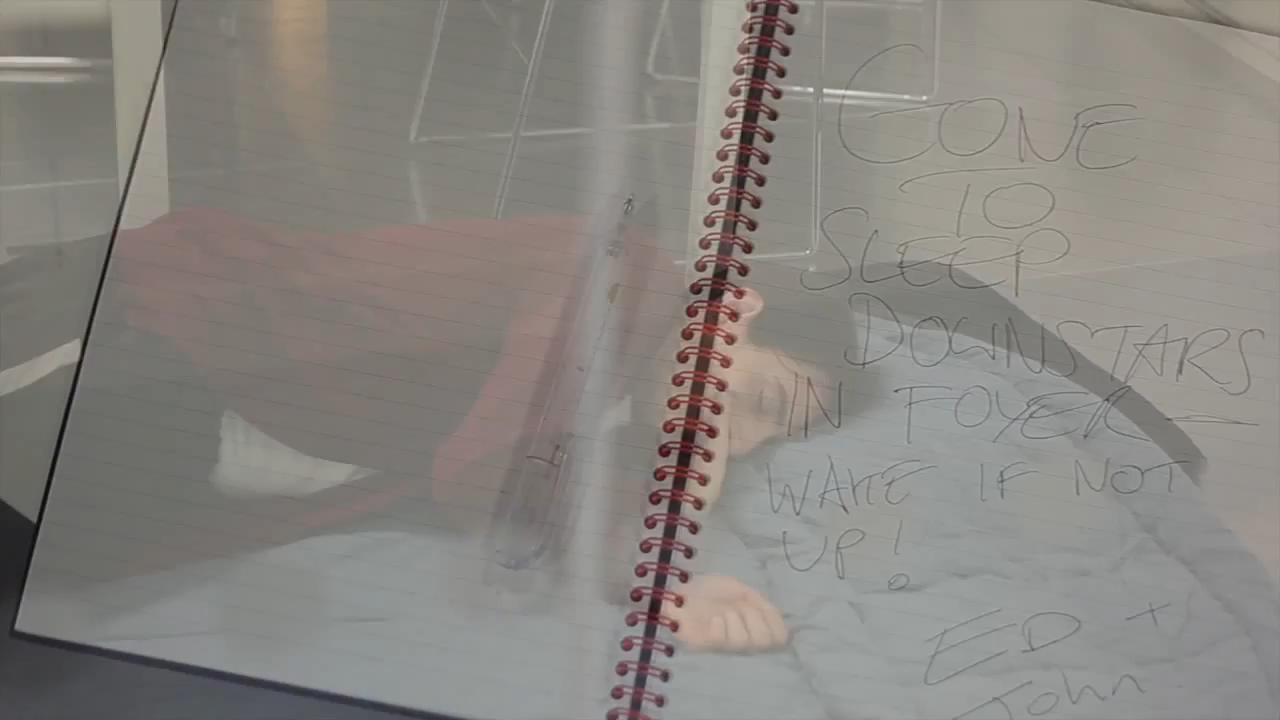 GONE
TO
SLEEP
DOWNSTARS
IN FOYER -
WAKE IF NOT
UP!
ED +
John